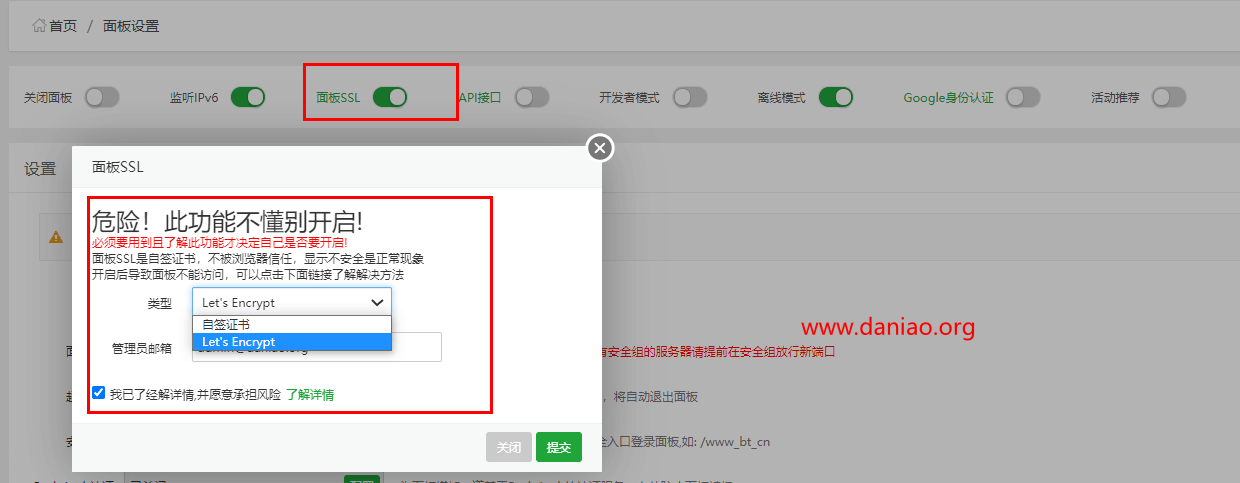 首页 / 面板设置
关闭面板 监听IPv6 面板SSL API接口 开发者模式 离线模式 Google身份认证 活动推荐
设置
面板SSL
危险！此功能不懂别开启!
必须要用到且了解此功能才决定自己是否要开启!
面板SSL是自签证书，不被浏览器信任，显示不安全是正常现象
开启后导致面板不能访问，可以点击下面链接了解解决方法
类型 Let's Encrypt
自签证书
Let's Encrypt
www.daniao.org
管理员邮箱
有安全组的服务器请提前在安全组放行新端口
我已了经解详情,并愿意承担风险 了解详情
，将自动退出面板
入口登录面板,如: /www_bt_cn
关闭 提交